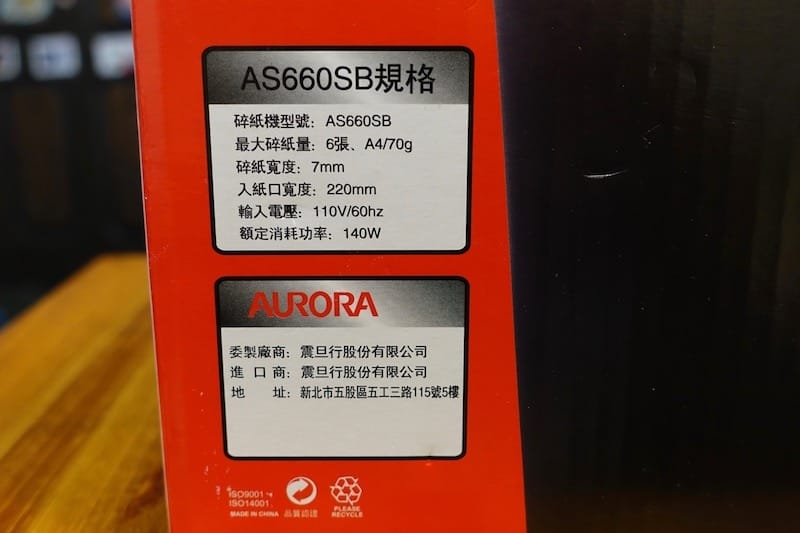 AS660SB規格
碎紙機型號：AS660SB
最大碎紙量：6張、A4/70g
碎紙寬度：7mm
入紙口寬度：220mm
輸入電壓：110V/60hz
額定消耗功率：140W
AURORA
委製廠商：震旦行股份有限公司
進口商：震旦行股份有限公司
地址：新北市五股區五工三路115號5樓
ISO9001
ISO14001
MADE IN CHINA
品質認證
PLEASE
RECYCLE